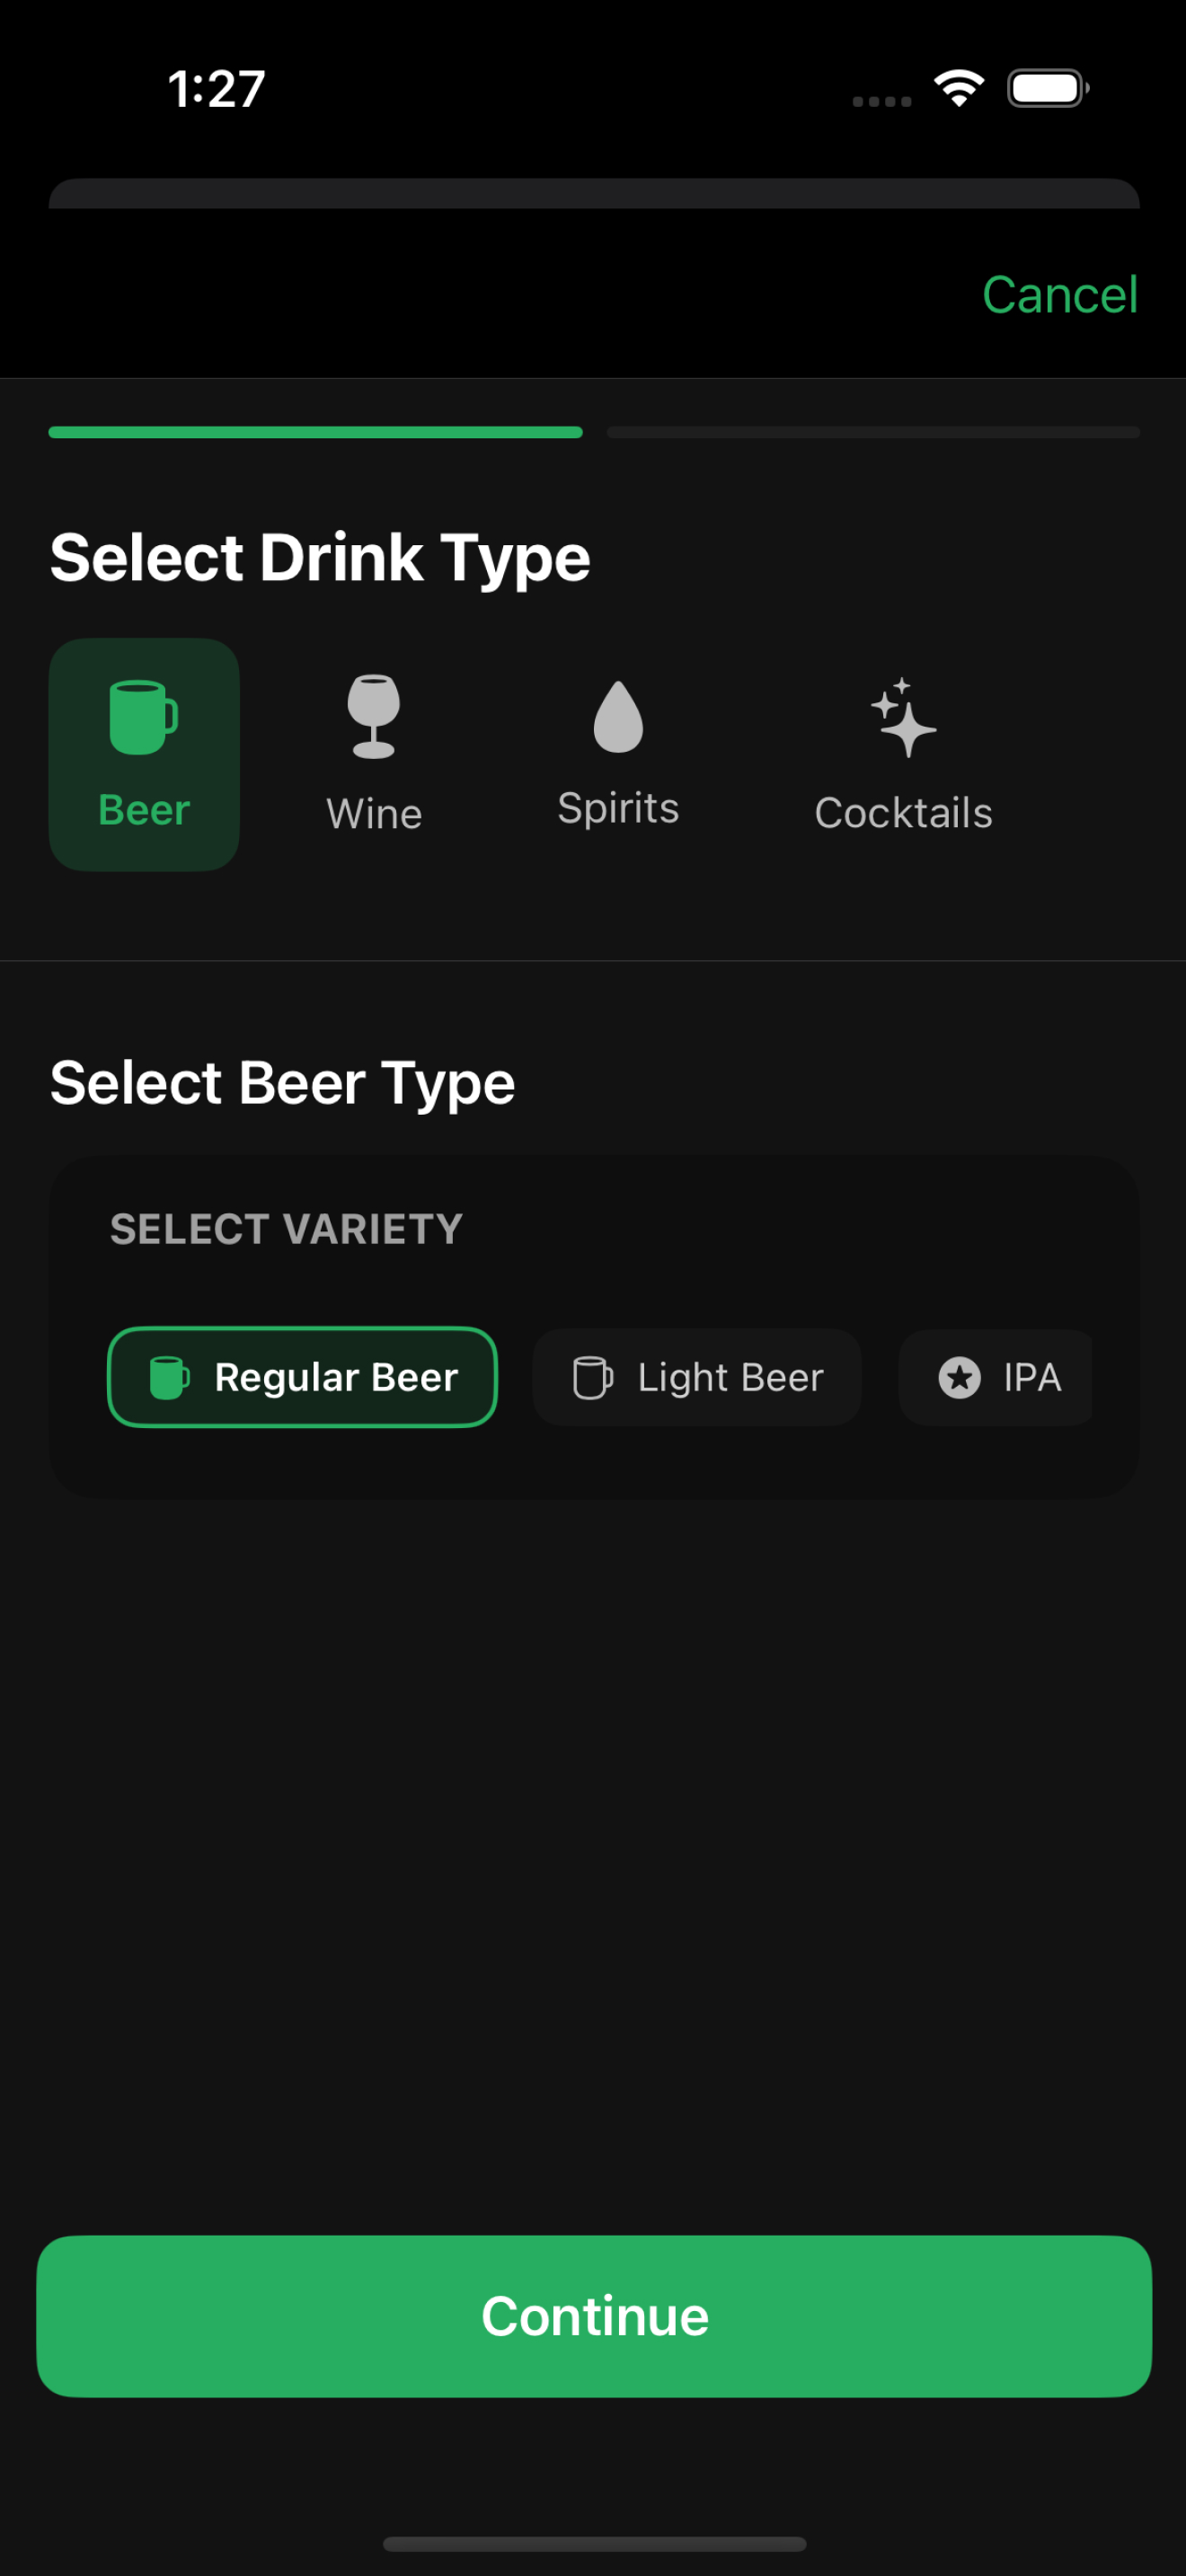 1:27
Cancel
Select Drink Type
Beer
Wine
Spirits
Cocktails
Select Beer Type
SELECT VARIETY
Regular Beer
Light Beer
IPA
Continue